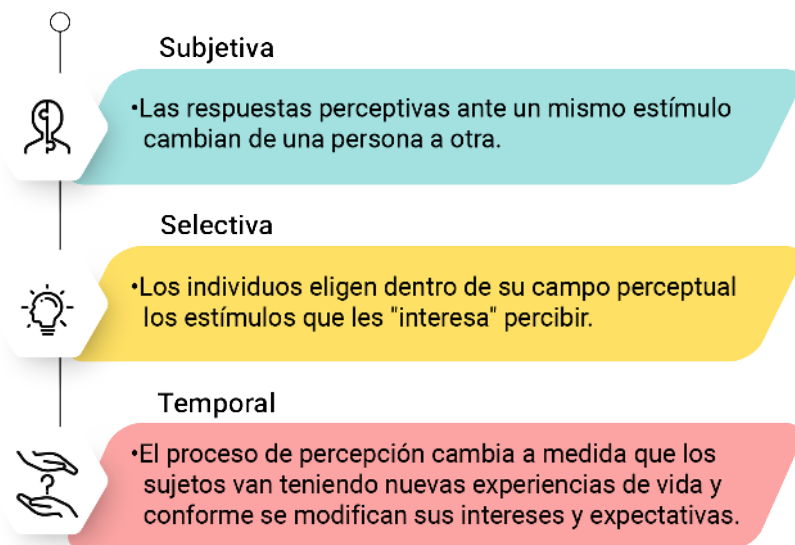 Subjetiva
•Las respuestas perceptivas ante un mismo estímulo
cambian de una persona a otra.
Selectiva
•Los individuos eligen dentro de su campo perceptual
los estímulos que les "interesa" percibir.
Temporal
•El proceso de percepción cambia a medida que los
sujetos van teniendo nuevas experiencias de vida y
conforme se modifican sus intereses y expectativas.
?